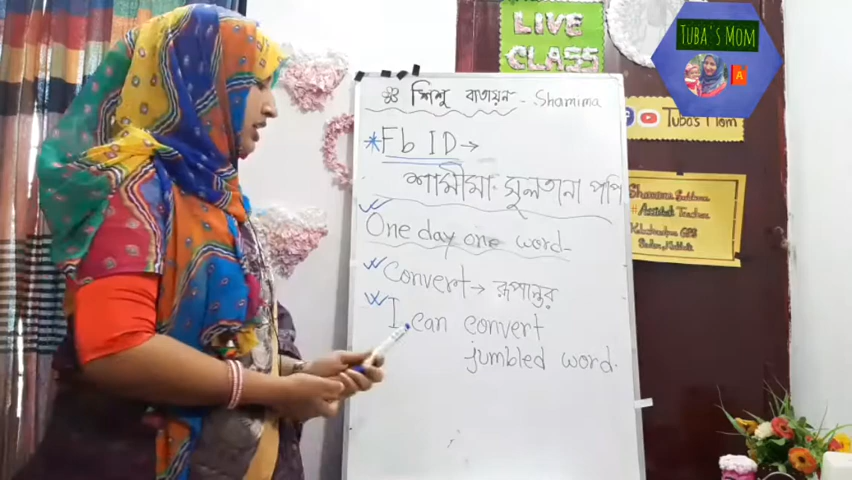 LIVE
CLASS
TUBA'S MOM
শিশু বাতায়ন - Shamima
* Fb ID →
শামীমা সুলতানা পপি
One day one word
Convert → রূপান্তর
I can convert
jumbled word.
Tuba's Mom
Shamima Sultana
Assistant Teacher